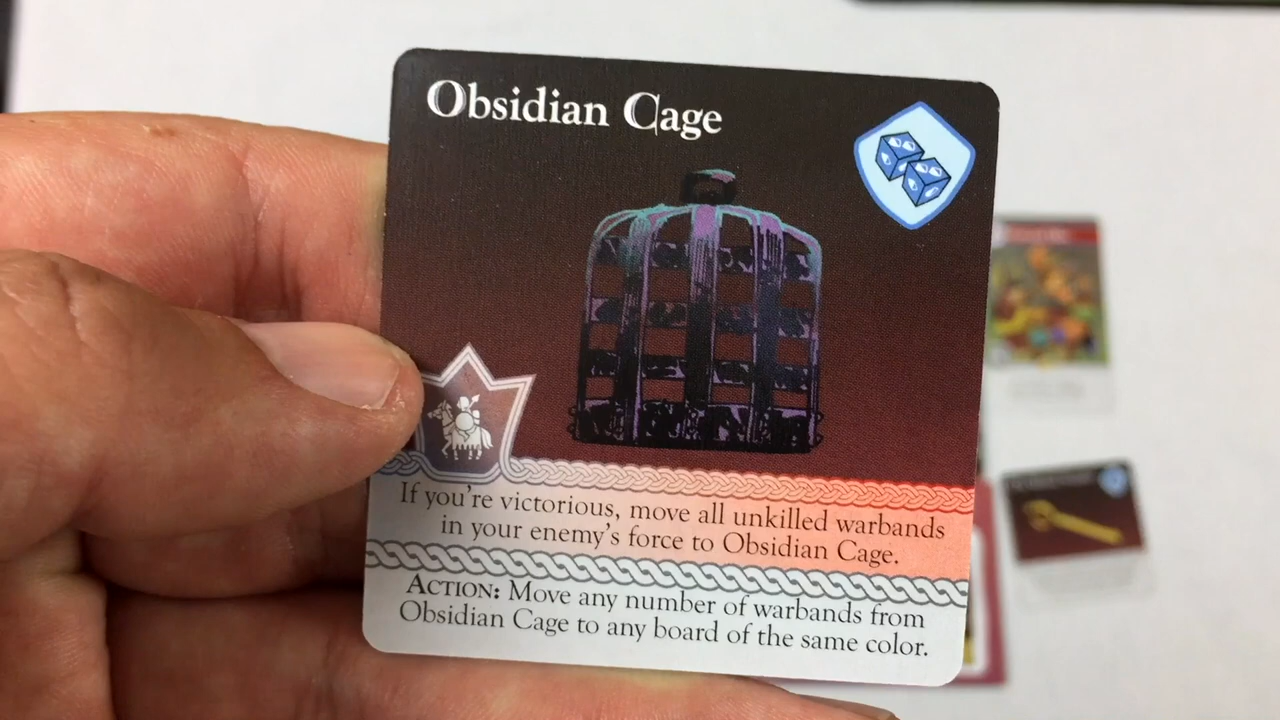 Obsidian Cage
If you're victorious, move all unkilled warbands
in your enemy's force to Obsidian Cage.
ACTION: Move any number of warbands from
Obsidian Cage to any board of the same color.